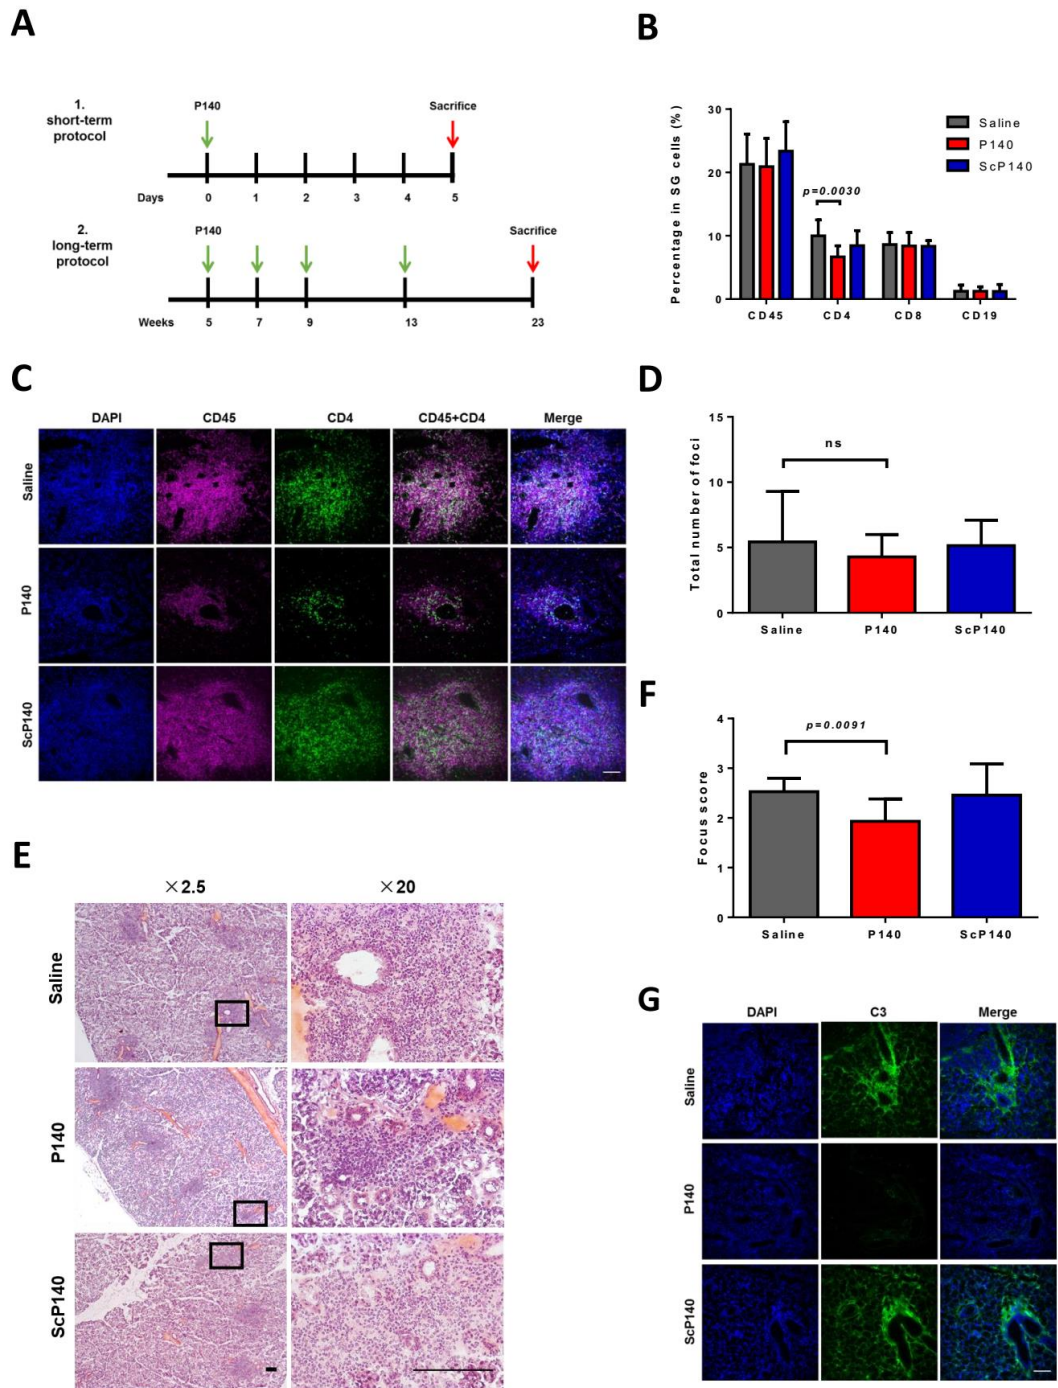 A
1.
short-term
protocol
P140
Sacrifice
Days 0 1 2 3 4 5
2.
long-term
protocol
P140
Sacrifice
Weeks 5 7 9 13 23
B
Percentage in SG cells (%)
30
20
10
0
p=0.0030
Saline
P140
ScP140
CD45 CD4 CD8 CD19
C
DAPI CD45 CD4 CD45+CD4 Merge
Saline
P140
ScP140
D
Total number of foci
15
10
5
0
ns
Saline P140 ScP140
E
×2.5 ×20
Saline
P140
ScP140
F
Focus score
4
3
2
1
0
p=0.0091
Saline P140 ScP140
G
DAPI C3 Merge
Saline
P140
ScP140